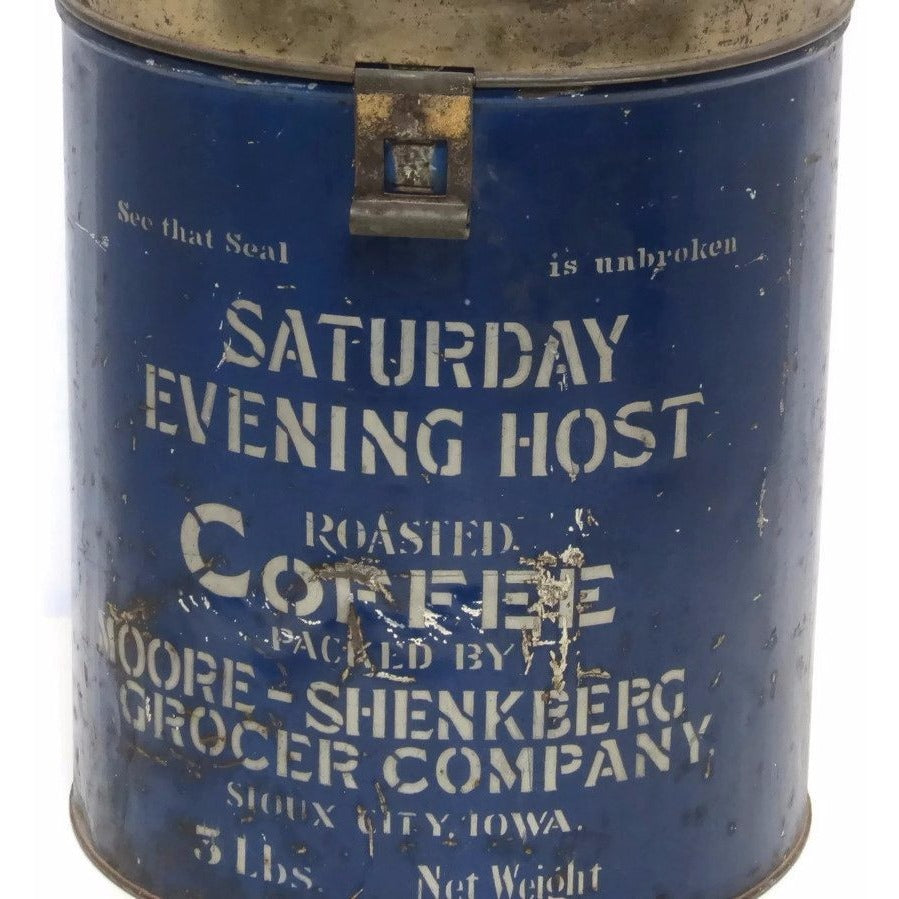 See that Seal is unbroken
SATURDAY
EVENING HOST
ROASTED
COFFEE
PACKED BY
MOORE-SHENKBERG
GROCER COMPANY
SIOUX CITY, IOWA.
3 Lbs. Net Weight